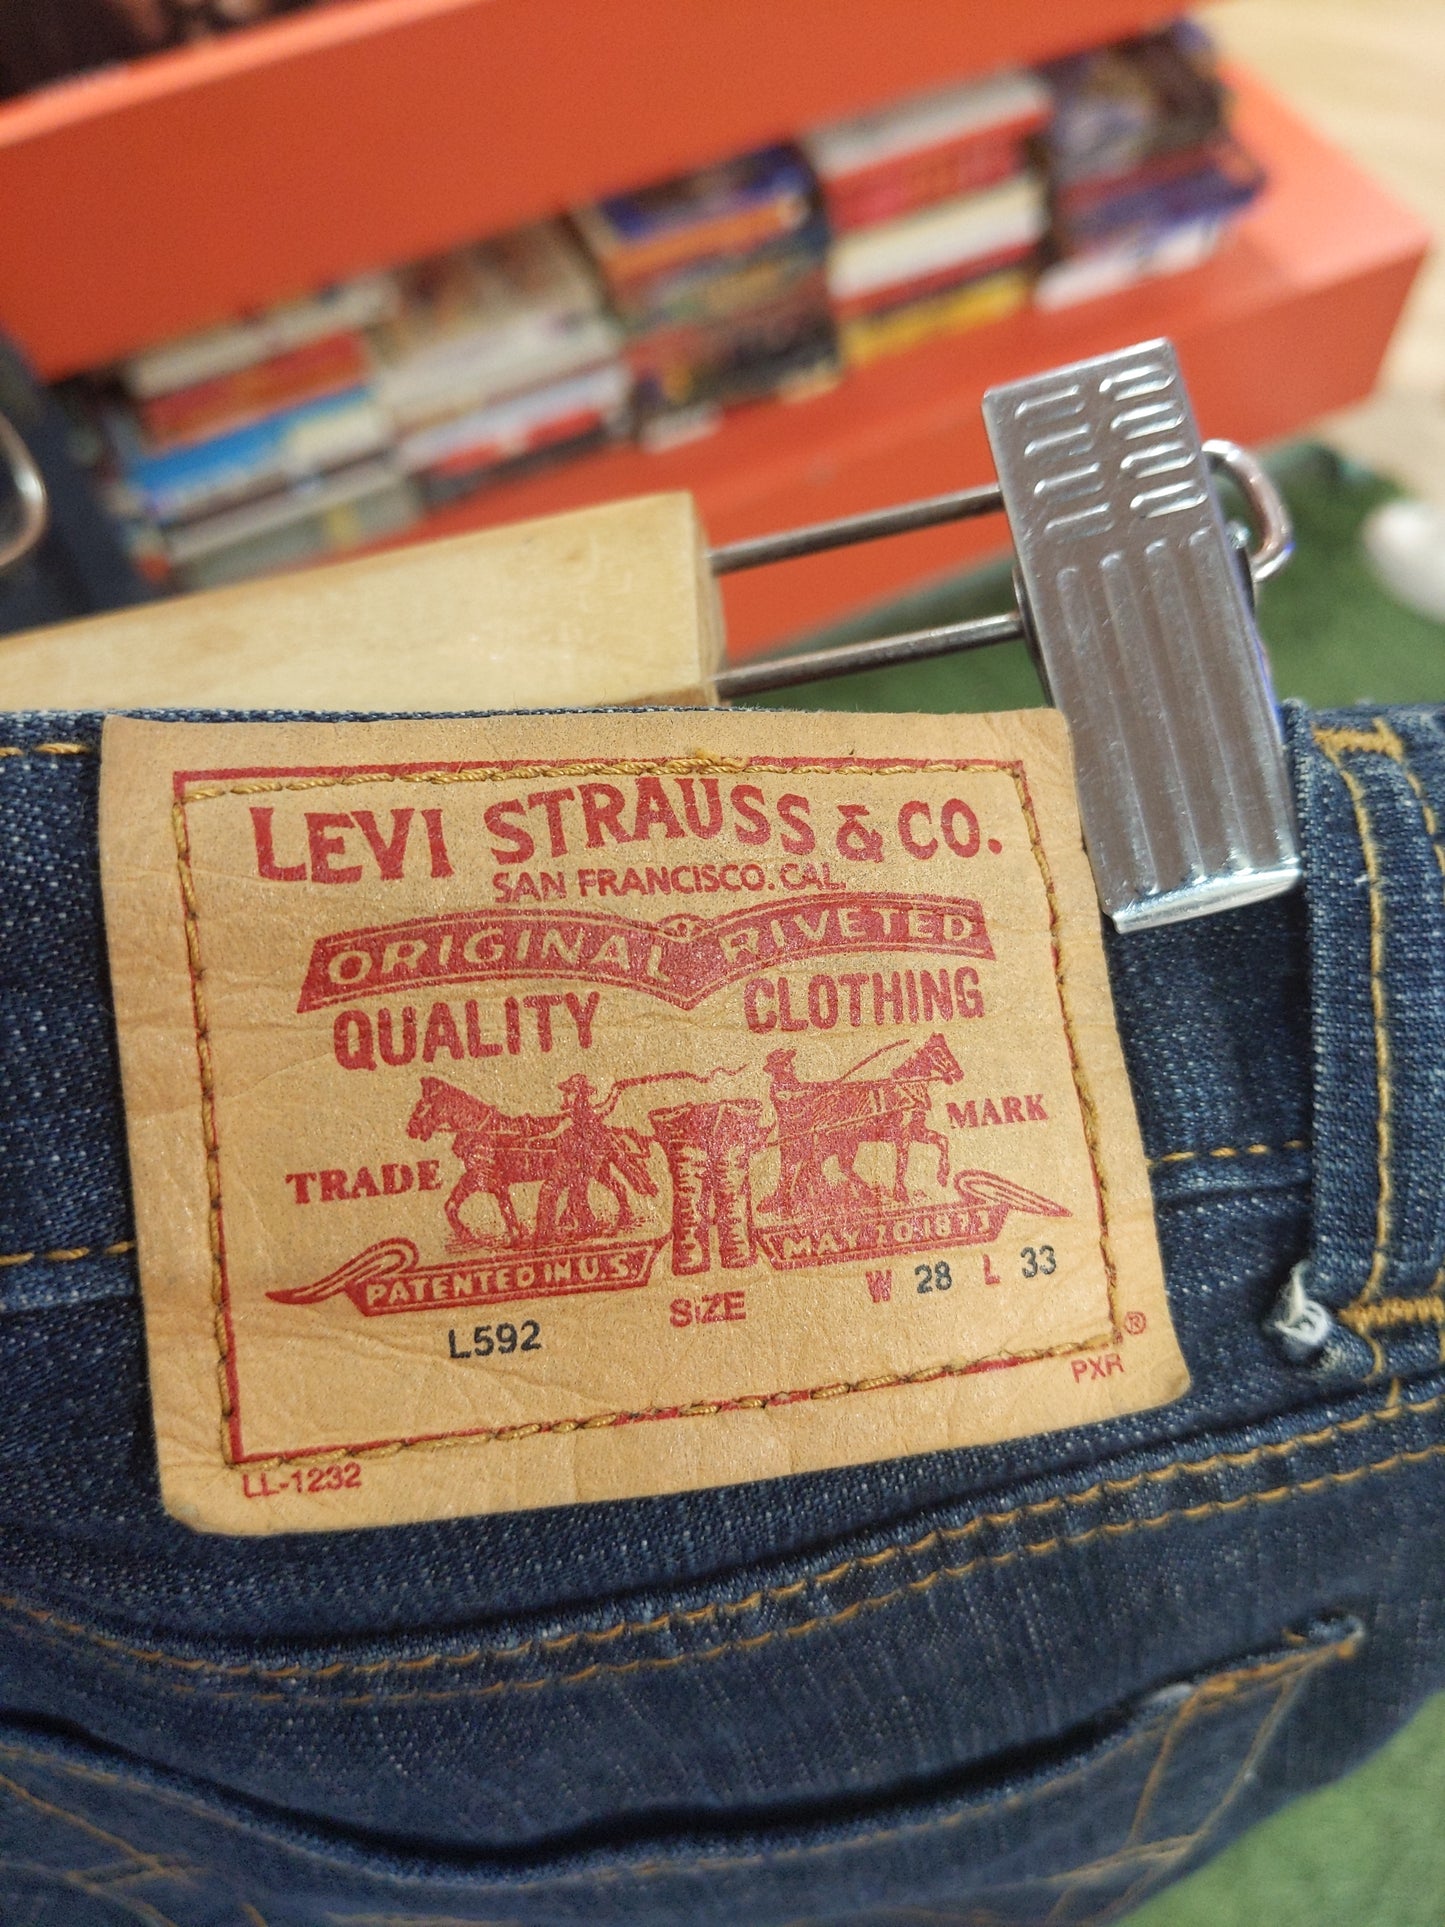 LEVI STRAUSS & CO.
SAN FRANCISCO. CAL.
ORIGINAL RIVETED
QUALITY CLOTHING
TRADE MARK
PATENTED IN U.S. MAY 20.1873
L592 SIZE W 28 L 33
®
PXR
LL-1232